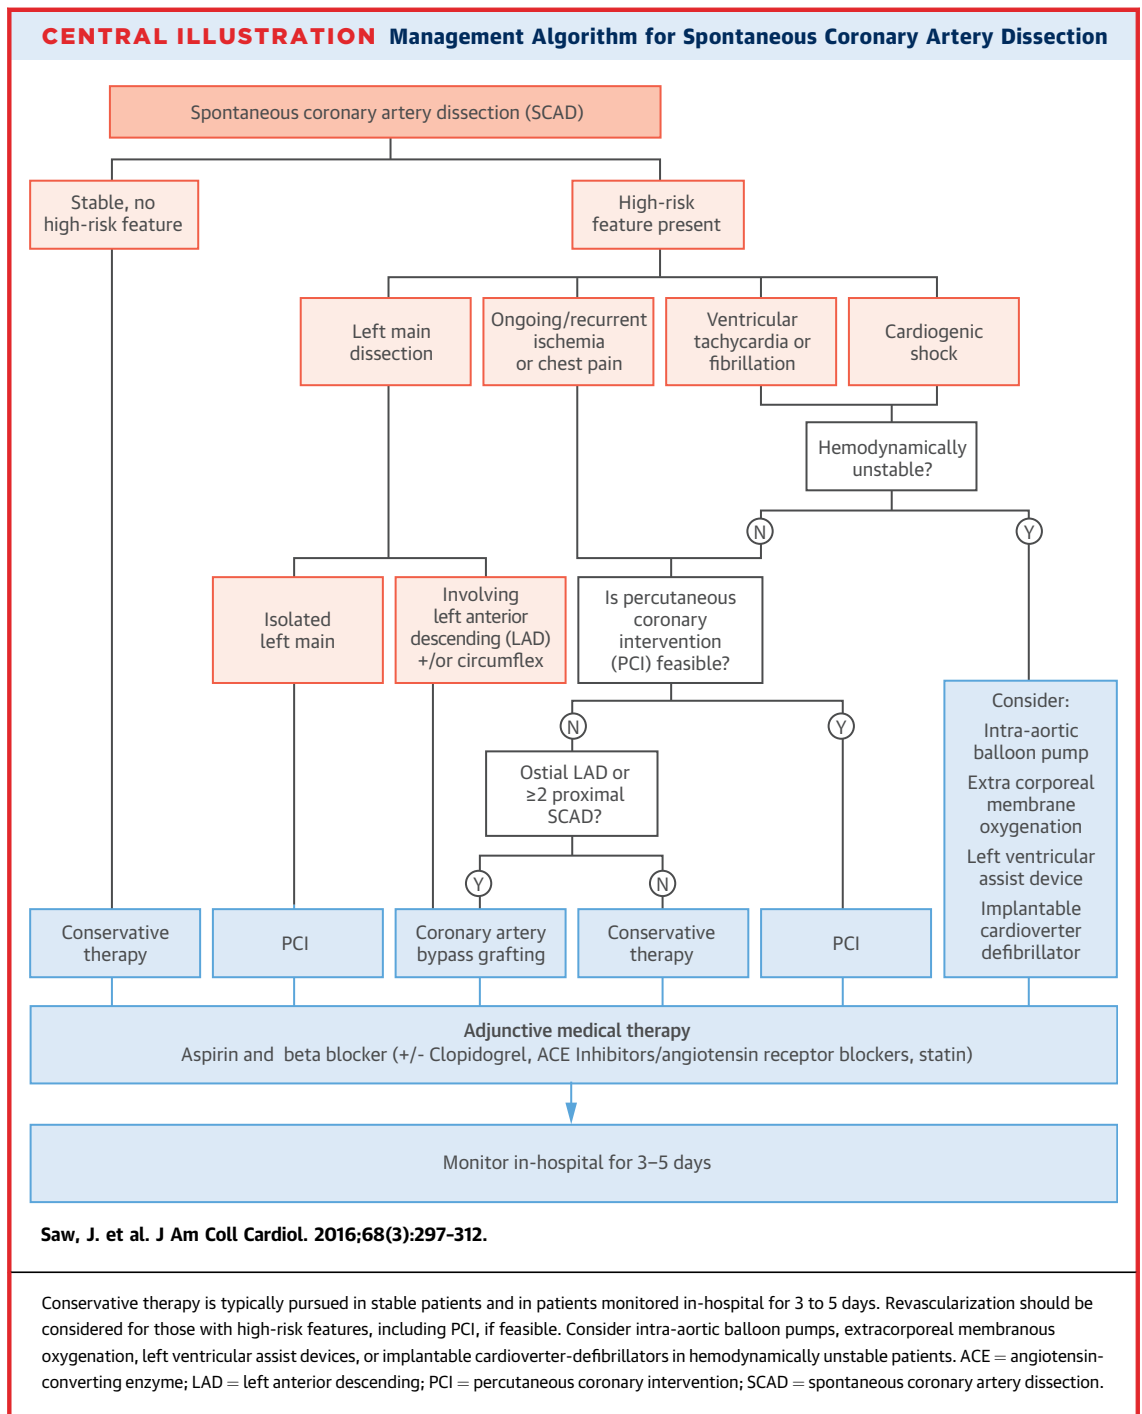 CENTRAL ILLUSTRATION Management Algorithm for Spontaneous Coronary Artery Dissection
Spontaneous coronary artery dissection (SCAD)
Stable, no
high-risk feature
High-risk
feature present
Left main
dissection
Ongoing/recurrent
ischemia
or chest pain
Ventricular
tachycardia or
fibrillation
Cardiogenic
shock
Hemodynamically
unstable?
N
Y
Isolated
left main
Involving
left anterior
descending (LAD)
+/or circumflex
Is percutaneous
coronary
intervention
(PCI) feasible?
N
Y
Ostial LAD or
≥2 proximal
SCAD?
Y
N
Conservative
therapy
PCI
Coronary artery
bypass grafting
Conservative
therapy
PCI
Consider:
Intra-aortic
balloon pump
Extra corporeal
membrane
oxygenation
Left ventricular
assist device
Implantable
cardioverter
defibrillator
Adjunctive medical therapy
Aspirin and beta blocker (+/- Clopidogrel, ACE Inhibitors/angiotensin receptor blockers, statin)
Monitor in-hospital for 3–5 days
Saw, J. et al. J Am Coll Cardiol. 2016;68(3):297–312.
Conservative therapy is typically pursued in stable patients and in patients monitored in-hospital for 3 to 5 days. Revascularization should be
considered for those with high-risk features, including PCI, if feasible. Consider intra-aortic balloon pumps, extracorporeal membranous
oxygenation, left ventricular assist devices, or implantable cardioverter-defibrillators in hemodynamically unstable patients. ACE = angiotensin-
converting enzyme; LAD = left anterior descending; PCI = percutaneous coronary intervention; SCAD = spontaneous coronary artery dissection.